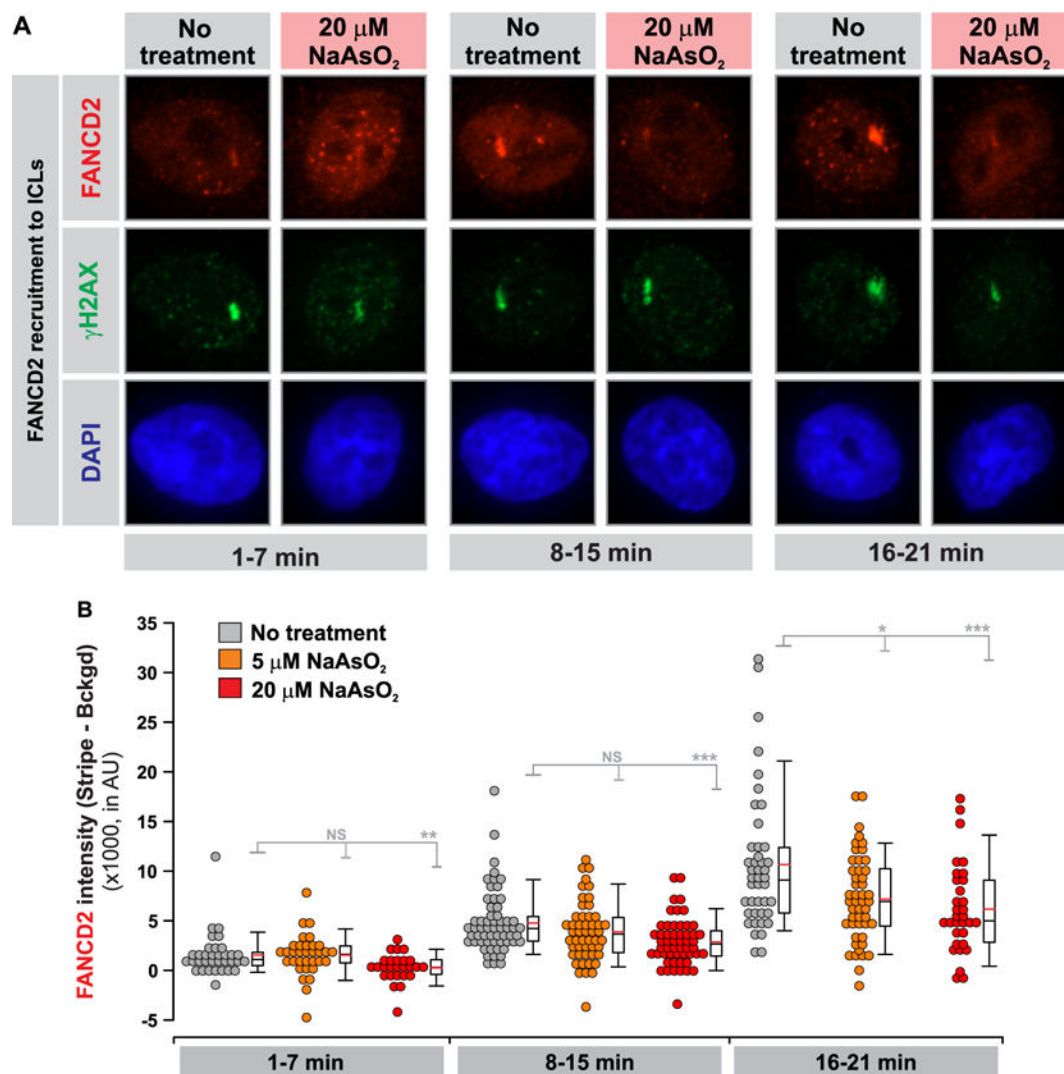 A
No treatment
20 μM NaAsO₂
No treatment
20 μM NaAsO₂
No treatment
20 μM NaAsO₂
FANCD2 recruitment to ICLs
FANCD2
γH2AX
DAPI
1-7 min
8-15 min
16-21 min
B
FANCD2 intensity (Stripe - Bckgd)
(x1000, in AU)
35
30
25
20
15
10
5
0
-5
No treatment
5 μM NaAsO₂
20 μM NaAsO₂
NS
**
NS
***
*
***
1-7 min
8-15 min
16-21 min